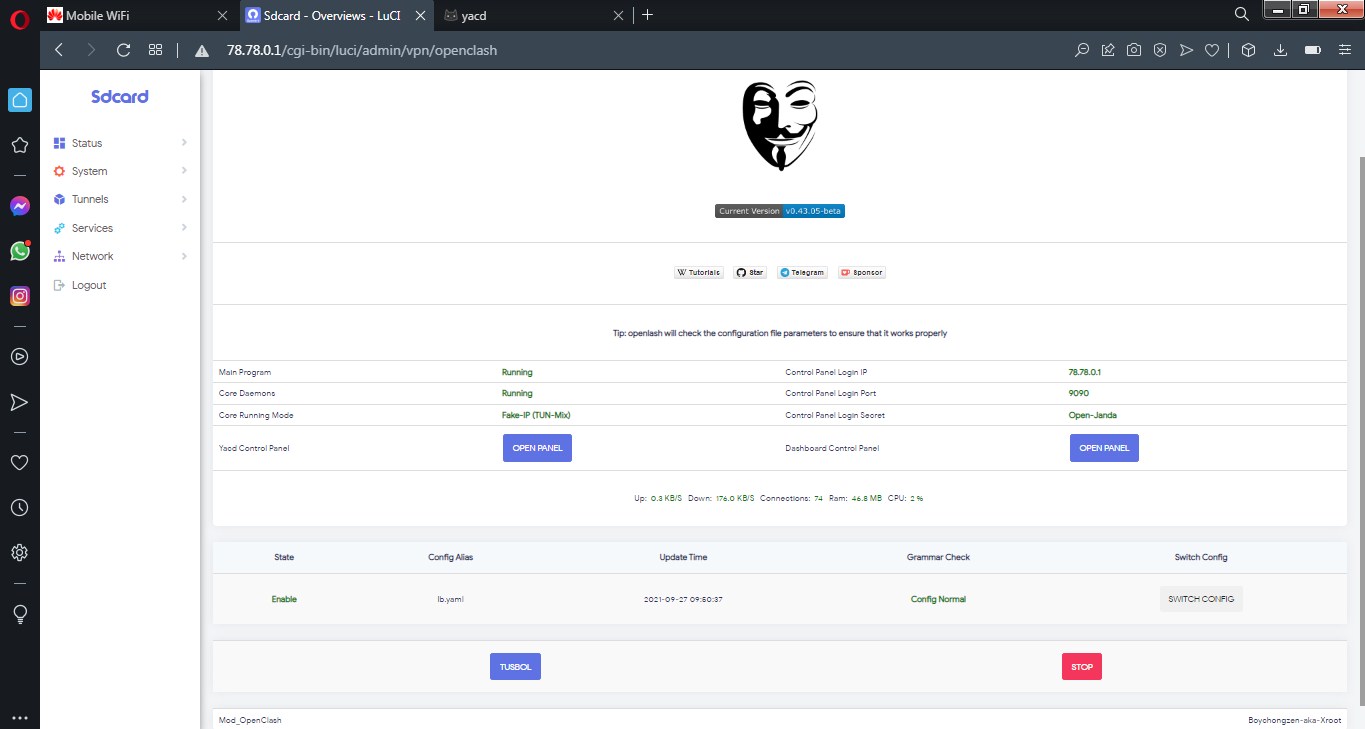 Mobile WiFi
Sdcard - Overviews - LuCI
yacd
78.78.0.1/cgi-bin/luci/admin/vpn/openclash
Sdcard
Status
System
Tunnels
Services
Network
Logout
Current Version v0.43.05-beta
Tutorials Star Telegram Sponsor
Tip: openlash will check the configuration file parameters to ensure that it works properly
Main Program Running Control Panel Login IP 78.78.0.1
Core Daemons Running Control Panel Login Port 9090
Core Running Mode Fake-IP (TUN-Mix) Control Panel Login Secret Open-Janda
Yacd Control Panel OPEN PANEL Dashboard Control Panel OPEN PANEL
Up: 0.3 KB/S Down: 176.0 KB/S Connections: 74 Ram: 46.8 MB CPU: 2 %
State Config Alias Update Time Grammar Check Switch Config
Enable lb.yaml 2021-09-27 09:50:37 Config Normal SWITCH CONFIG
TUSBOL STOP
Mod_OpenClash Boychongzen-aka-Xroot